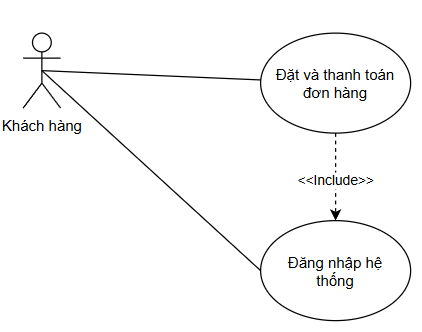 Đặt và thanh toán
đơn hàng
Khách hàng
<<Include>>
Đăng nhập hệ
thống